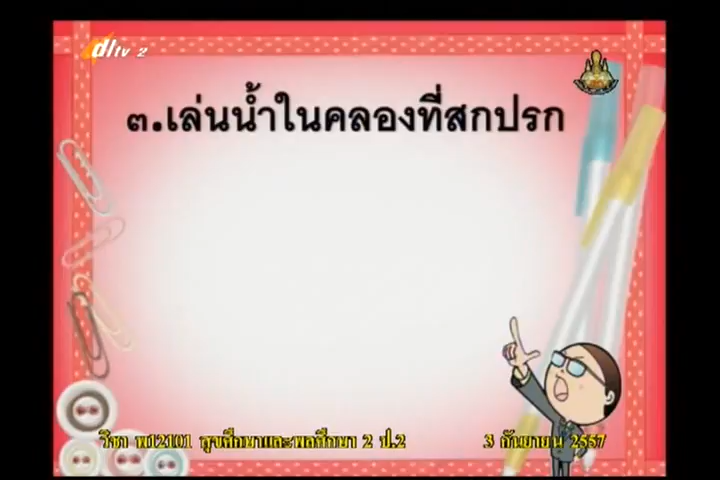 dltv 2
๓.เล่นน้ำในคลองที่สกปรก
วิชา พ12101 สุขศึกษาและพลศึกษา 2 ป.2 3 กันยายน 2557